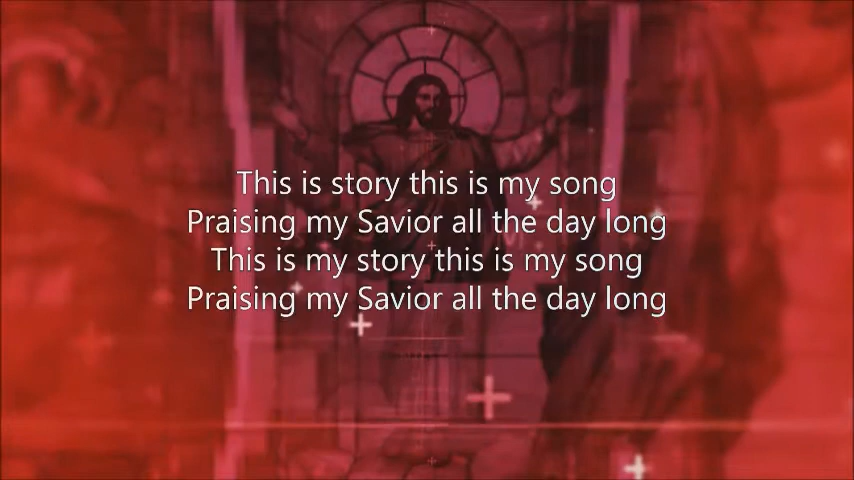 This is story this is my song
Praising my Savior all the day long
This is my story this is my song
Praising my Savior all the day long